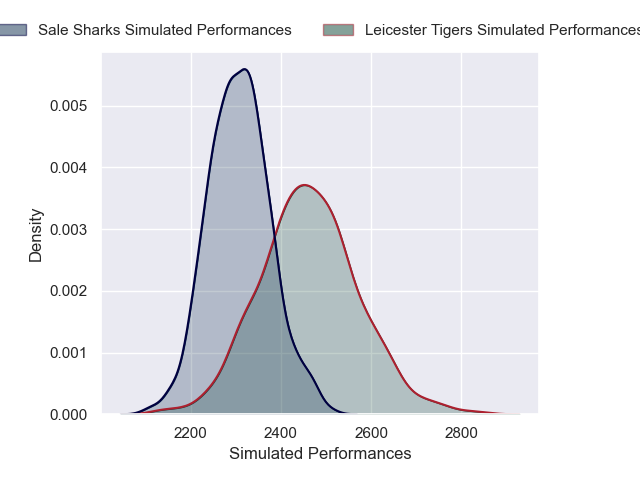 Sale Sharks Simulated Performances Leicester Tigers Simulated Performances
0.005
0.004
0.003
0.002
0.001
0.000
Density
2200 2400 2600 2800
Simulated Performances